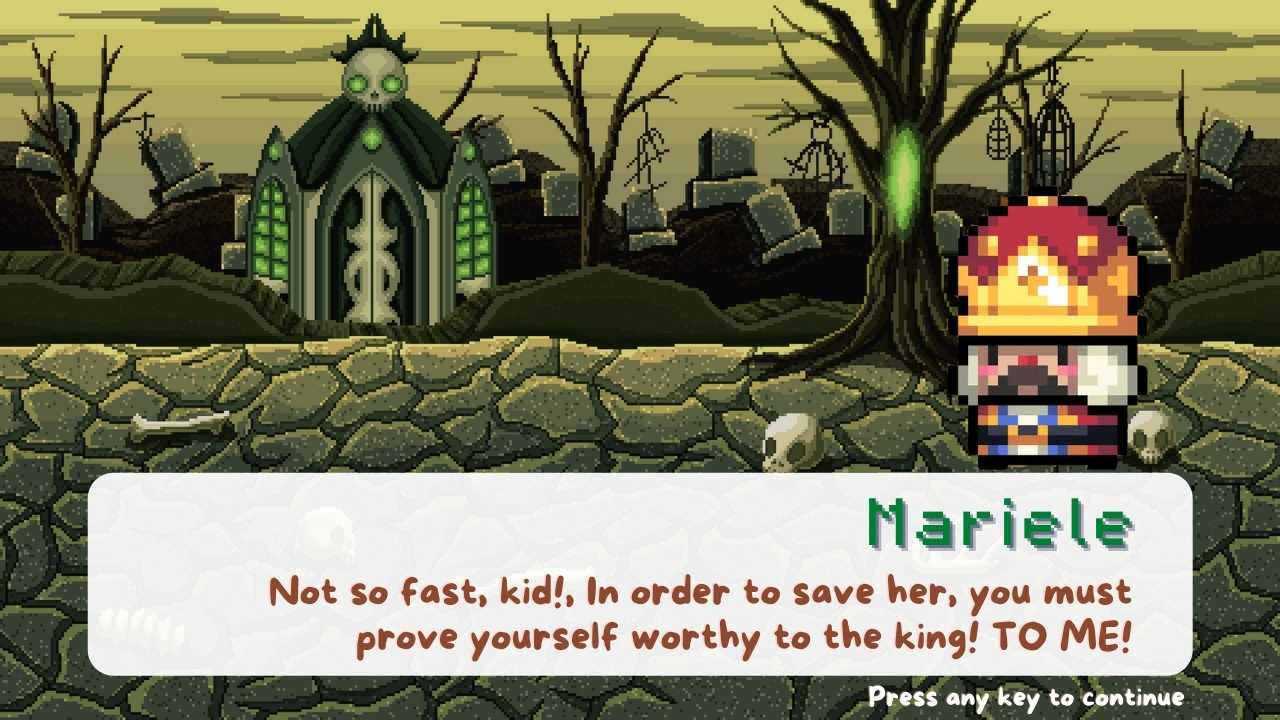 Mariele
Not so fast, kid!, In order to save her, you must
prove yourself worthy to the king! TO ME!
Press any key to continue